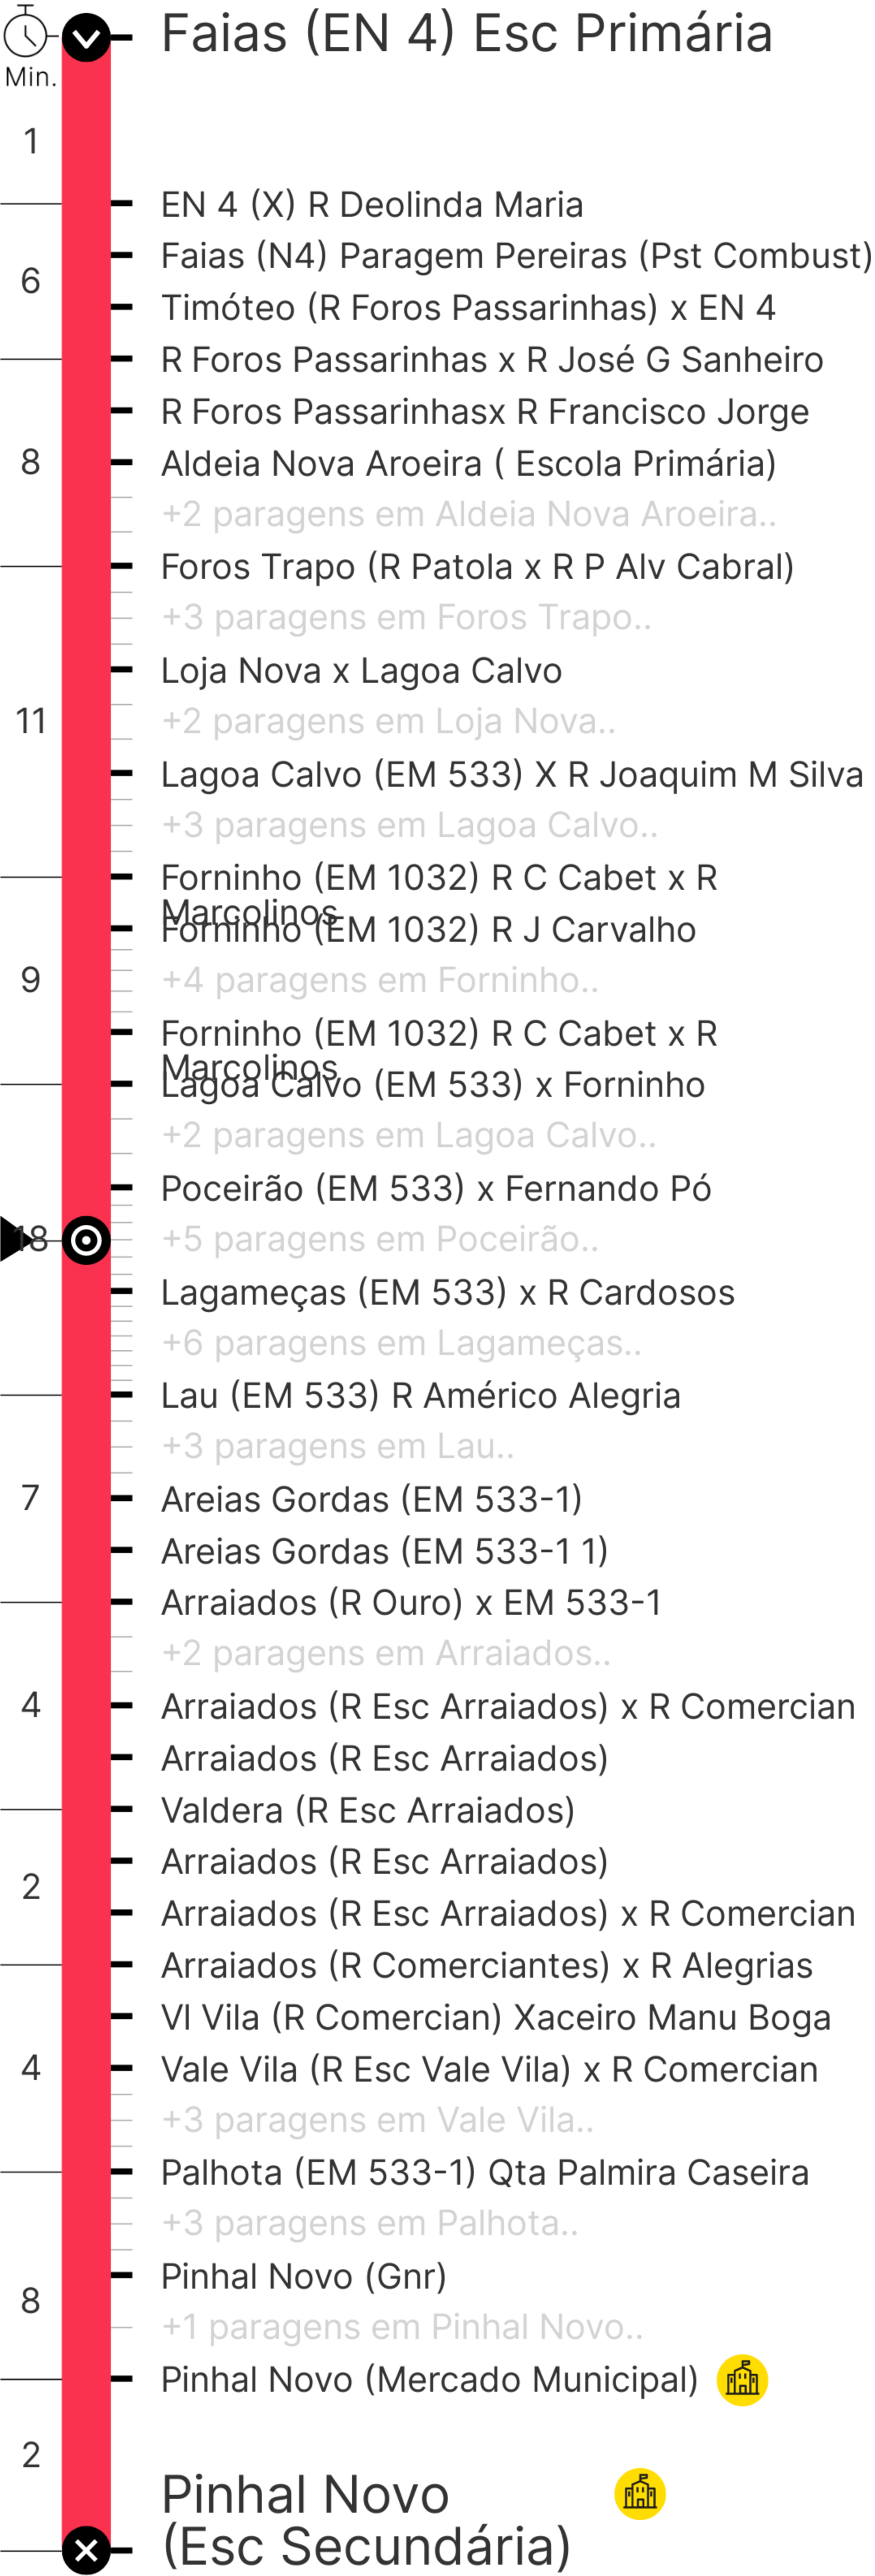 Faias (EN 4) Esc Primária
Min.
1
EN 4 (X) R Deolinda Maria
Faias (N4) Paragem Pereiras (Pst Combust)
6
Timóteo (R Foros Passarinhas) x EN 4
R Foros Passarinhas x R José G Sanheiro
R Foros Passarinhasx R Francisco Jorge
8
Aldeia Nova Aroeira ( Escola Primária)
+2 paragens em Aldeia Nova Aroeira..
Foros Trapo (R Patola x R P Alv Cabral)
+3 paragens em Foros Trapo..
Loja Nova x Lagoa Calvo
11
+2 paragens em Loja Nova..
Lagoa Calvo (EM 533) X R Joaquim M Silva
+3 paragens em Lagoa Calvo..
Forninho (EM 1032) R C Cabet x R
Marcolinos
Forninho (EM 1032) R J Carvalho
9
+4 paragens em Forninho..
Forninho (EM 1032) R C Cabet x R
Marcolinos
Lagoa Calvo (EM 533) x Forninho
+2 paragens em Lagoa Calvo..
Poceirão (EM 533) x Fernando Pó
18
+5 paragens em Poceirão..
Lagameças (EM 533) x R Cardosos
+6 paragens em Lagameças..
Lau (EM 533) R Américo Alegria
+3 paragens em Lau..
7
Areias Gordas (EM 533-1)
Areias Gordas (EM 533-1 1)
Arraiados (R Ouro) x EM 533-1
+2 paragens em Arraiados..
4
Arraiados (R Esc Arraiados) x R Comercian
Arraiados (R Esc Arraiados)
Valdera (R Esc Arraiados)
Arraiados (R Esc Arraiados)
2
Arraiados (R Esc Arraiados) x R Comercian
Arraiados (R Comerciantes) x R Alegrias
Vl Vila (R Comercian) Xaceiro Manu Boga
4
Vale Vila (R Esc Vale Vila) x R Comercian
+3 paragens em Vale Vila..
Palhota (EM 533-1) Qta Palmira Caseira
+3 paragens em Palhota..
Pinhal Novo (Gnr)
8
+1 paragens em Pinhal Novo..
Pinhal Novo (Mercado Municipal)
2
Pinhal Novo
(Esc Secundária)